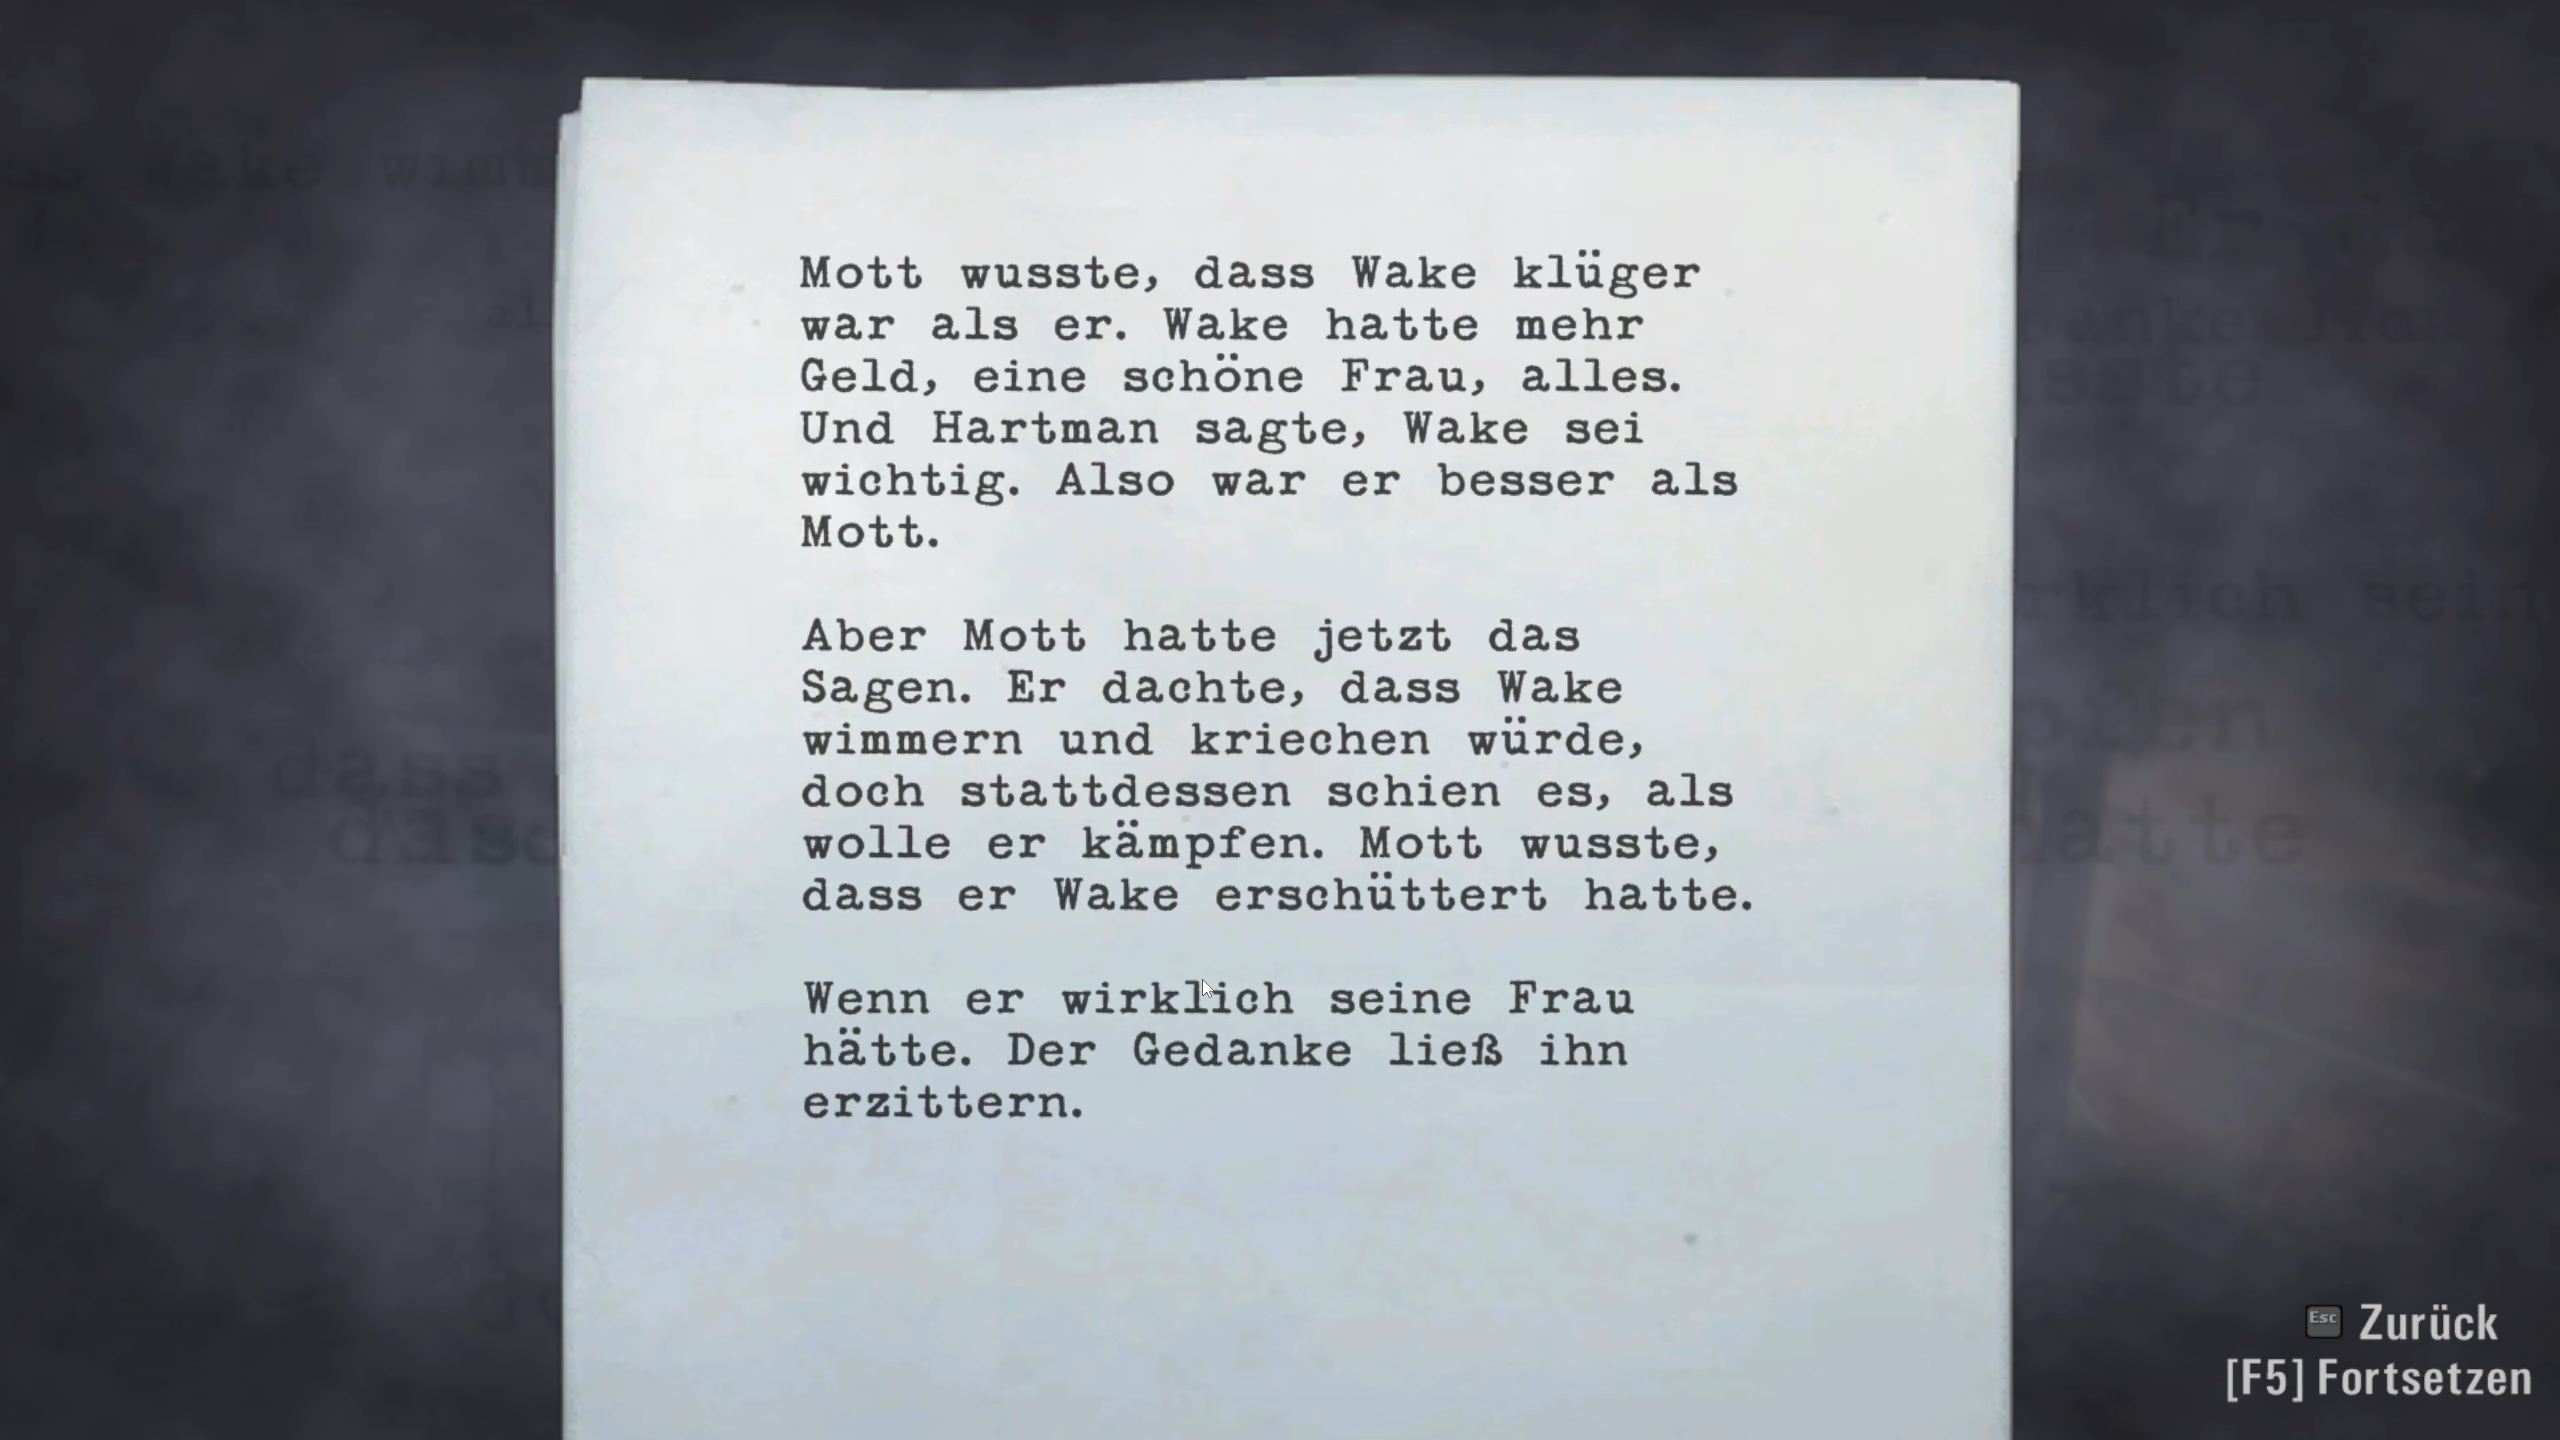 Mott wusste, dass Wake klüger
war als er. Wake hatte mehr
Geld, eine schöne Frau, alles.
Und Hartman sagte, Wake sei
wichtig. Also war er besser als
Mott.
Aber Mott hatte jetzt das
Sagen. Er dachte, dass Wake
wimmern und kriechen würde,
doch stattdessen schien es, als
wolle er kämpfen. Mott wusste,
dass er Wake erschüttert hatte.
Wenn er wirklich seine Frau
hätte. Der Gedanke ließ ihn
erzittern.
Esc Zurück
[F5] Fortsetzen